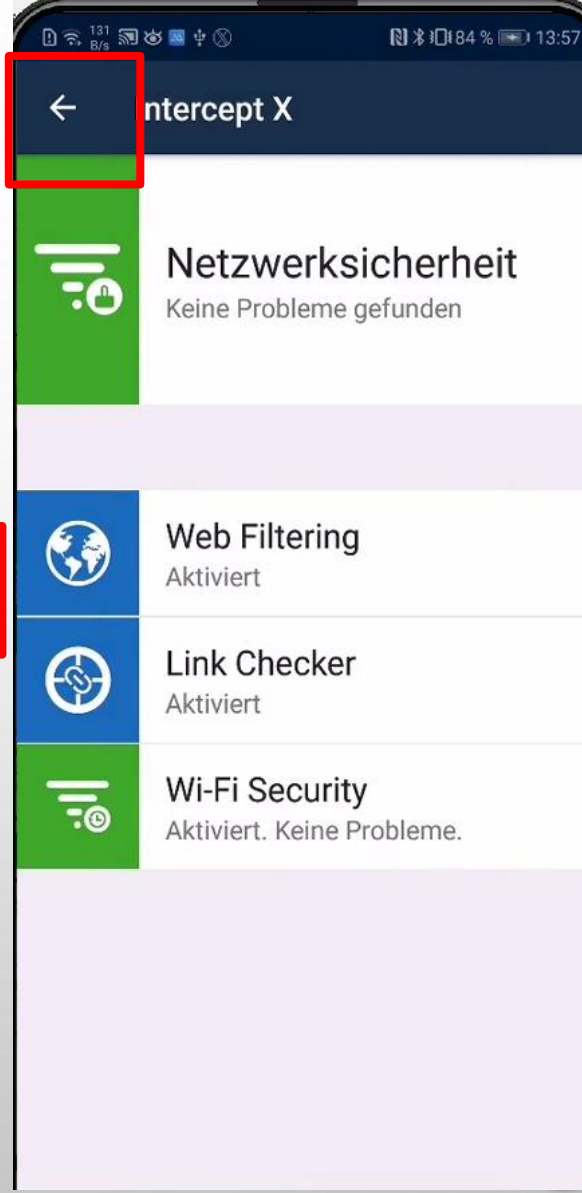 131
B/s
84 %
13:57
ntercept X
Netzwerksicherheit
Keine Probleme gefunden
Web Filtering
Aktiviert
Link Checker
Aktiviert
Wi-Fi Security
Aktiviert. Keine Probleme.